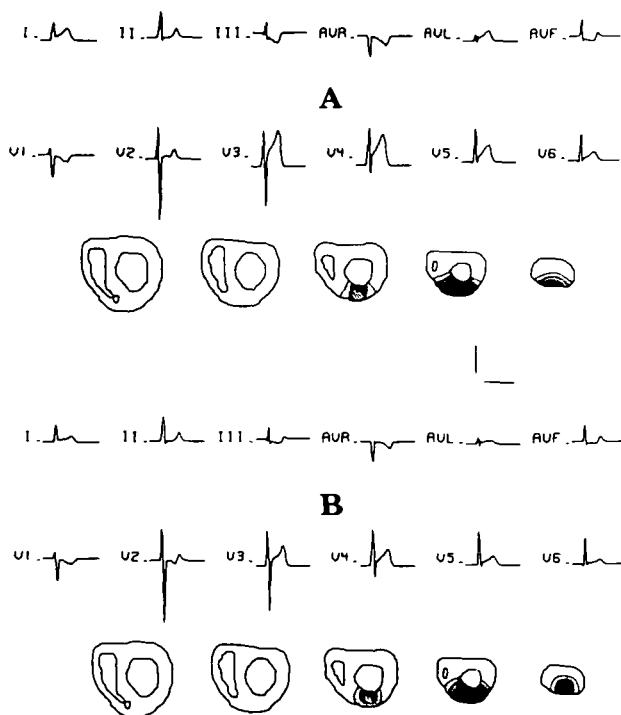 I. II. III. AVR. AVL. AVF.
A
V1. V2. V3. V4. V5. V6.
I. II. III. AVR. AVL. AVF.
B
V1. V2. V3. V4. V5. V6.